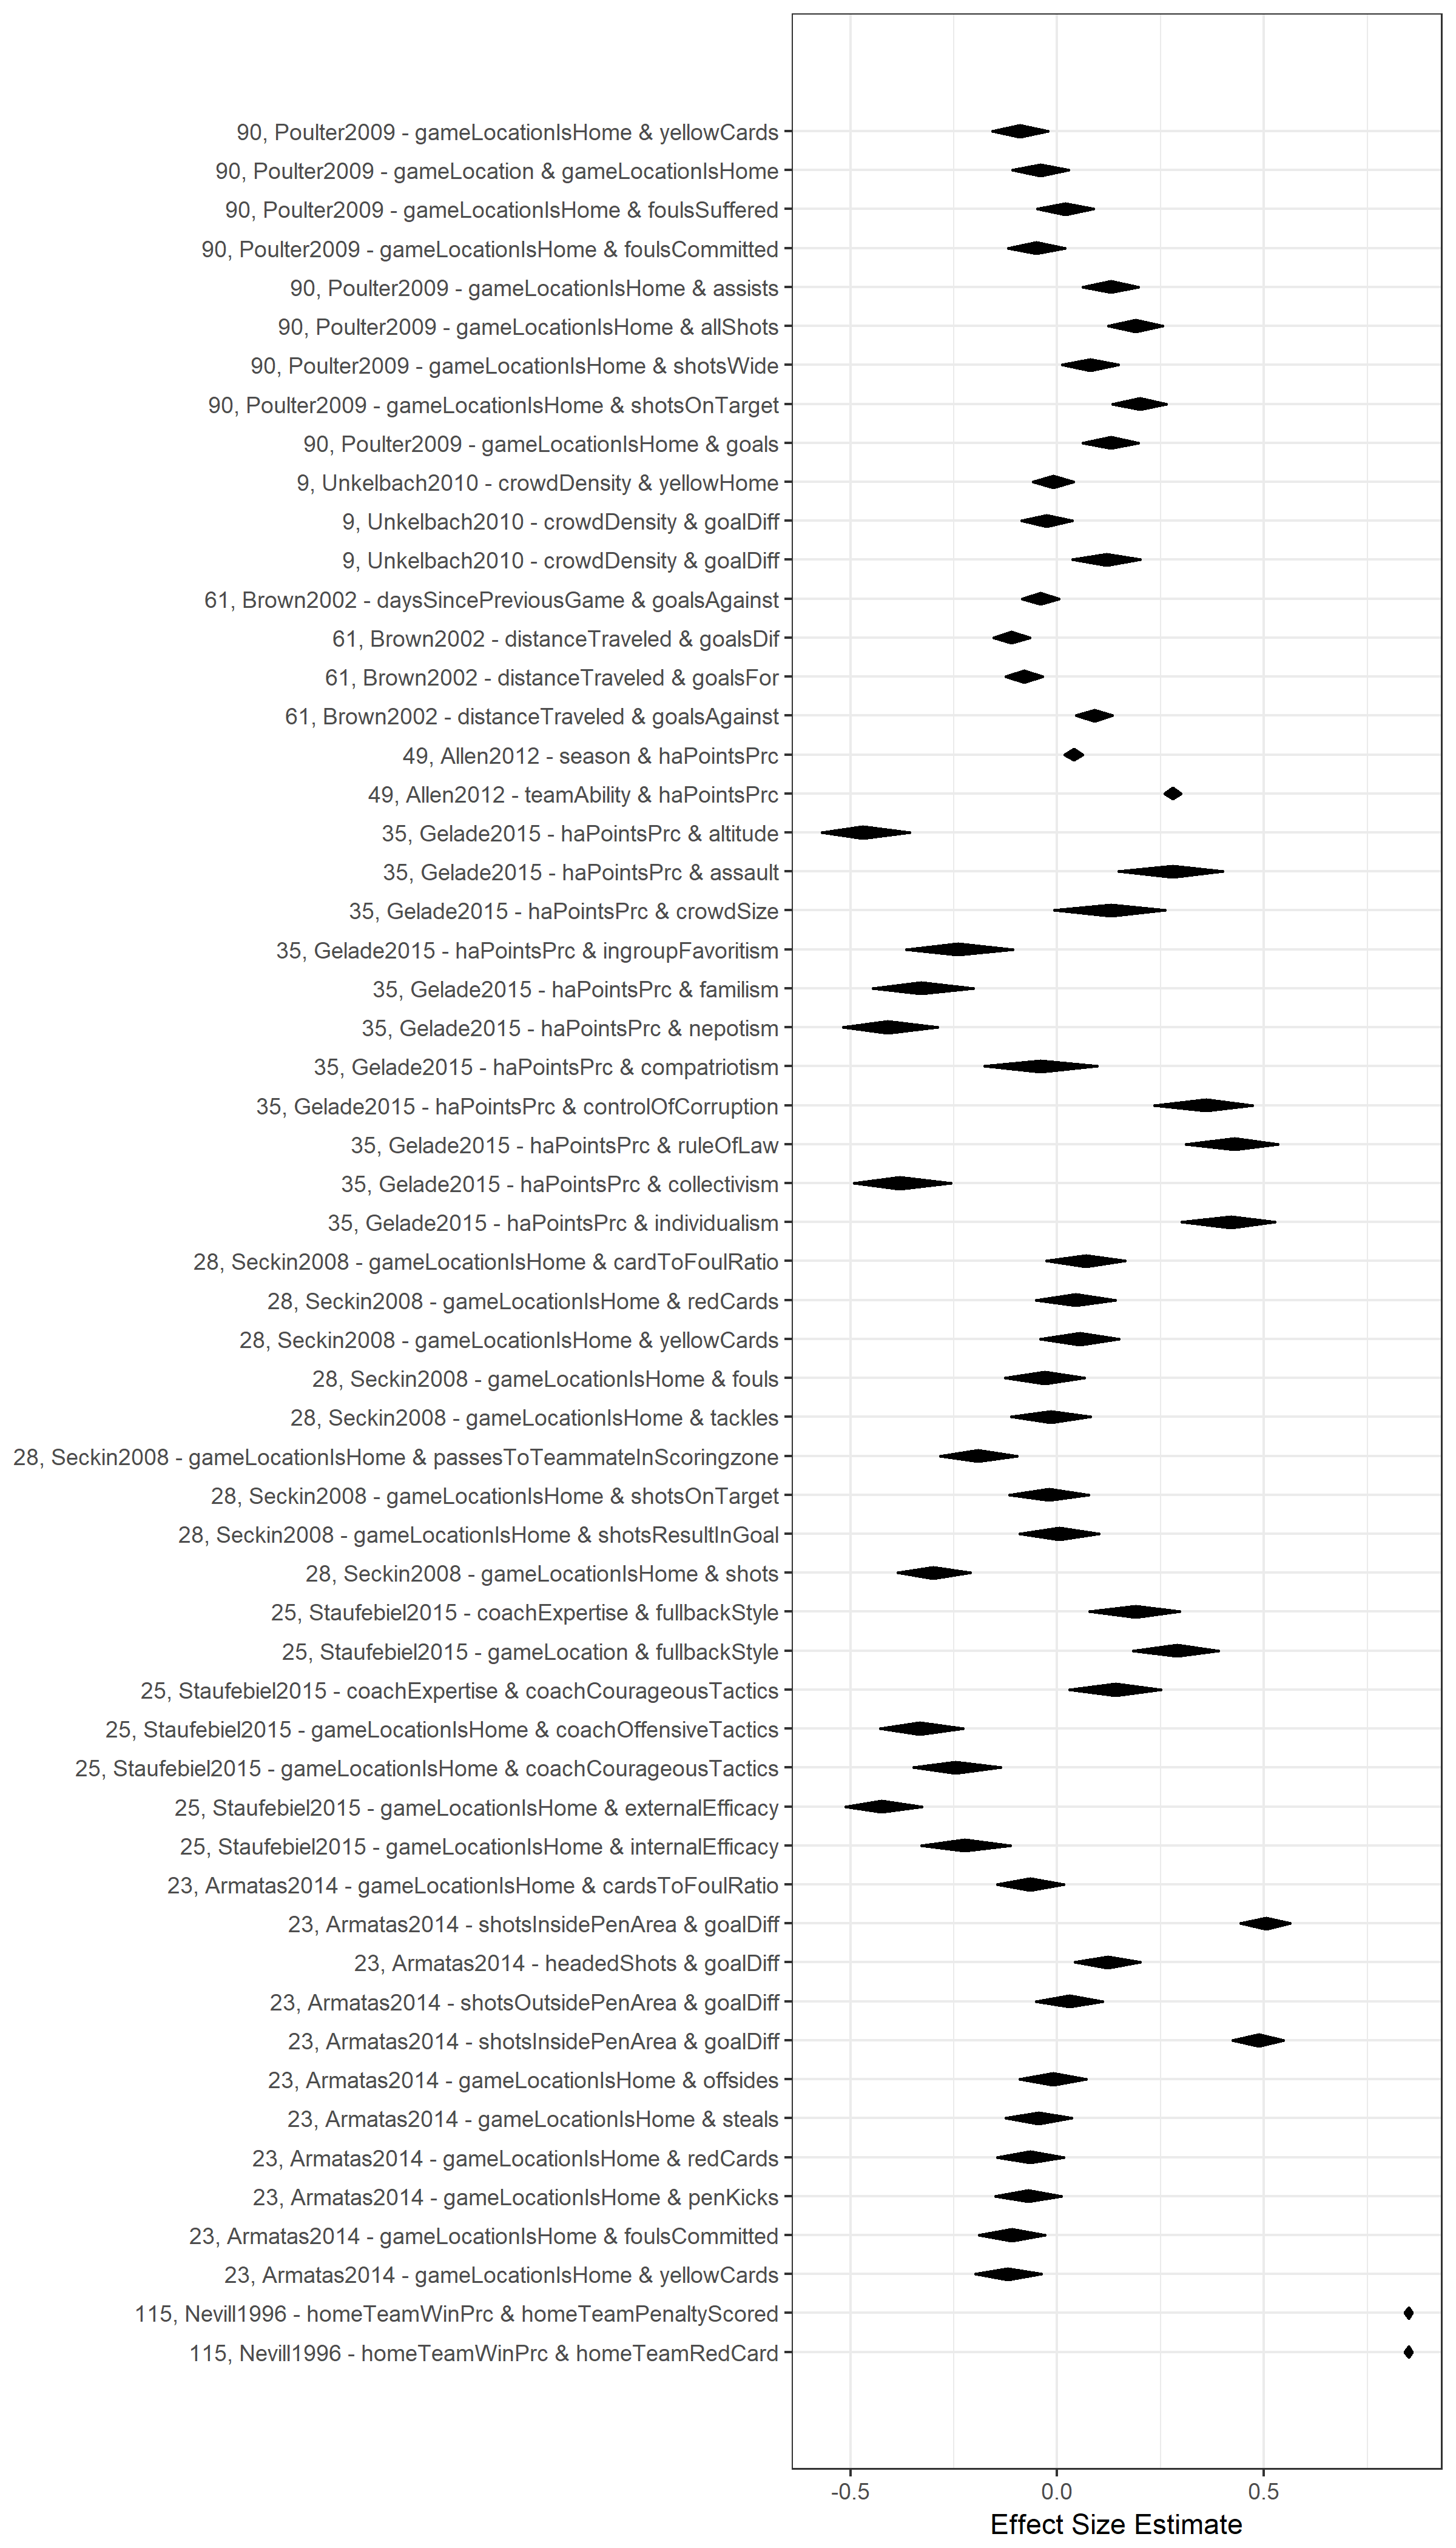 90, Poulter2009 - gameLocationIsHome & yellowCards
90, Poulter2009 - gameLocation & gameLocationIsHome
90, Poulter2009 - gameLocationIsHome & foulsSuffered
90, Poulter2009 - gameLocationIsHome & foulsCommitted
90, Poulter2009 - gameLocationIsHome & assists
90, Poulter2009 - gameLocationIsHome & allShots
90, Poulter2009 - gameLocationIsHome & shotsWide
90, Poulter2009 - gameLocationIsHome & shotsOnTarget
90, Poulter2009 - gameLocationIsHome & goals
9, Unkelbach2010 - crowdDensity & yellowHome
9, Unkelbach2010 - crowdDensity & goalDiff
9, Unkelbach2010 - crowdDensity & goalDiff
61, Brown2002 - daysSincePreviousGame & goalsAgainst
61, Brown2002 - distanceTraveled & goalsDif
61, Brown2002 - distanceTraveled & goalsFor
61, Brown2002 - distanceTraveled & goalsAgainst
49, Allen2012 - season & haPointsPrc
49, Allen2012 - teamAbility & haPointsPrc
35, Gelade2015 - haPointsPrc & altitude
35, Gelade2015 - haPointsPrc & assault
35, Gelade2015 - haPointsPrc & crowdSize
35, Gelade2015 - haPointsPrc & ingroupFavoritism
35, Gelade2015 - haPointsPrc & familism
35, Gelade2015 - haPointsPrc & nepotism
35, Gelade2015 - haPointsPrc & compatriotism
35, Gelade2015 - haPointsPrc & controlOfCorruption
35, Gelade2015 - haPointsPrc & ruleOfLaw
35, Gelade2015 - haPointsPrc & collectivism
35, Gelade2015 - haPointsPrc & individualism
28, Seckin2008 - gameLocationIsHome & cardToFoulRatio
28, Seckin2008 - gameLocationIsHome & redCards
28, Seckin2008 - gameLocationIsHome & yellowCards
28, Seckin2008 - gameLocationIsHome & fouls
28, Seckin2008 - gameLocationIsHome & tackles
28, Seckin2008 - gameLocationIsHome & passesToTeammateInScoringzone
28, Seckin2008 - gameLocationIsHome & shotsOnTarget
28, Seckin2008 - gameLocationIsHome & shotsResultInGoal
28, Seckin2008 - gameLocationIsHome & shots
25, Staufebiel2015 - coachExpertise & fullbackStyle
25, Staufebiel2015 - gameLocation & fullbackStyle
25, Staufebiel2015 - coachExpertise & coachCourageousTactics
25, Staufebiel2015 - gameLocationIsHome & coachOffensiveTactics
25, Staufebiel2015 - gameLocationIsHome & coachCourageousTactics
25, Staufebiel2015 - gameLocationIsHome & externalEfficacy
25, Staufebiel2015 - gameLocationIsHome & internalEfficacy
23, Armatas2014 - gameLocationIsHome & cardsToFoulRatio
23, Armatas2014 - shotsInsidePenArea & goalDiff
23, Armatas2014 - headedShots & goalDiff
23, Armatas2014 - shotsOutsidePenArea & goalDiff
23, Armatas2014 - shotsInsidePenArea & goalDiff
23, Armatas2014 - gameLocationIsHome & offsides
23, Armatas2014 - gameLocationIsHome & steals
23, Armatas2014 - gameLocationIsHome & redCards
23, Armatas2014 - gameLocationIsHome & penKicks
23, Armatas2014 - gameLocationIsHome & foulsCommitted
23, Armatas2014 - gameLocationIsHome & yellowCards
115, Nevill1996 - homeTeamWinPrc & homeTeamPenaltyScored
115, Nevill1996 - homeTeamWinPrc & homeTeamRedCard
-0.5 0.0 0.5
Effect Size Estimate